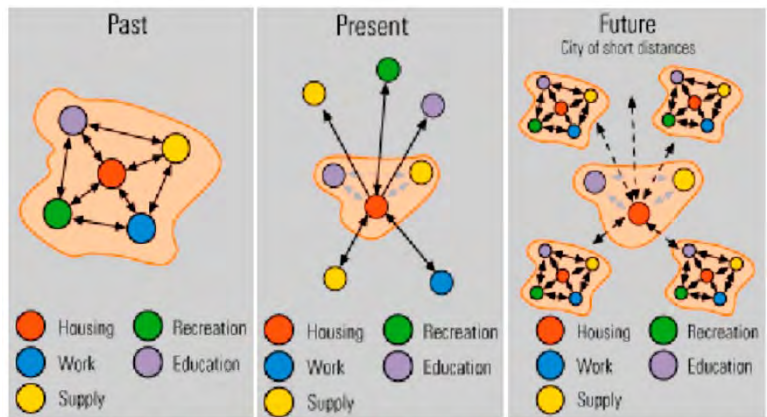 Past
Housing
Recreation
Work
Education
Supply
Present
Housing
Recreation
Work
Education
Supply
Future
City of short distances
Housing
Recreation
Work
Education
Supply